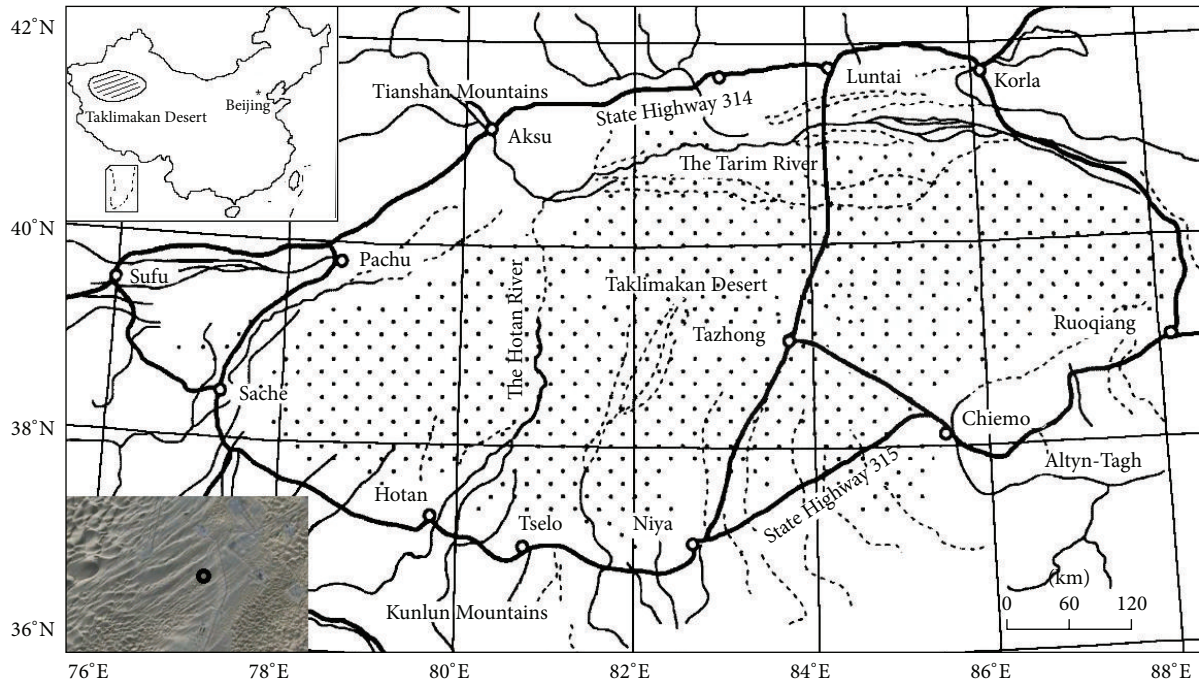 42°N
40°N
38°N
36°N
Beijing
Taklimakan Desert
Tianshan Mountains
Aksu
State Highway 314
Luntai
Korla
The Tarim River
Sufu
Pachu
The Hotan River
Taklimakan Desert
Tazhong
Ruoqiang
Sache
Chiemo
Altyn-Tagh
State Highway 315
Hotan
Tselo
Niya
Kunlun Mountains
(km)
0 60 120
76°E 78°E 80°E 82°E 84°E 86°E 88°E